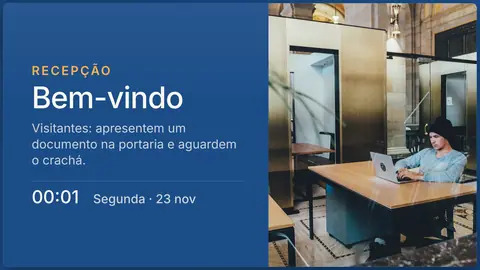 RECEPÇÃO
Bem-vindo
Visitantes: apresentem um
documento na portaria e aguardem
o crachá.
00:01 Segunda · 23 nov